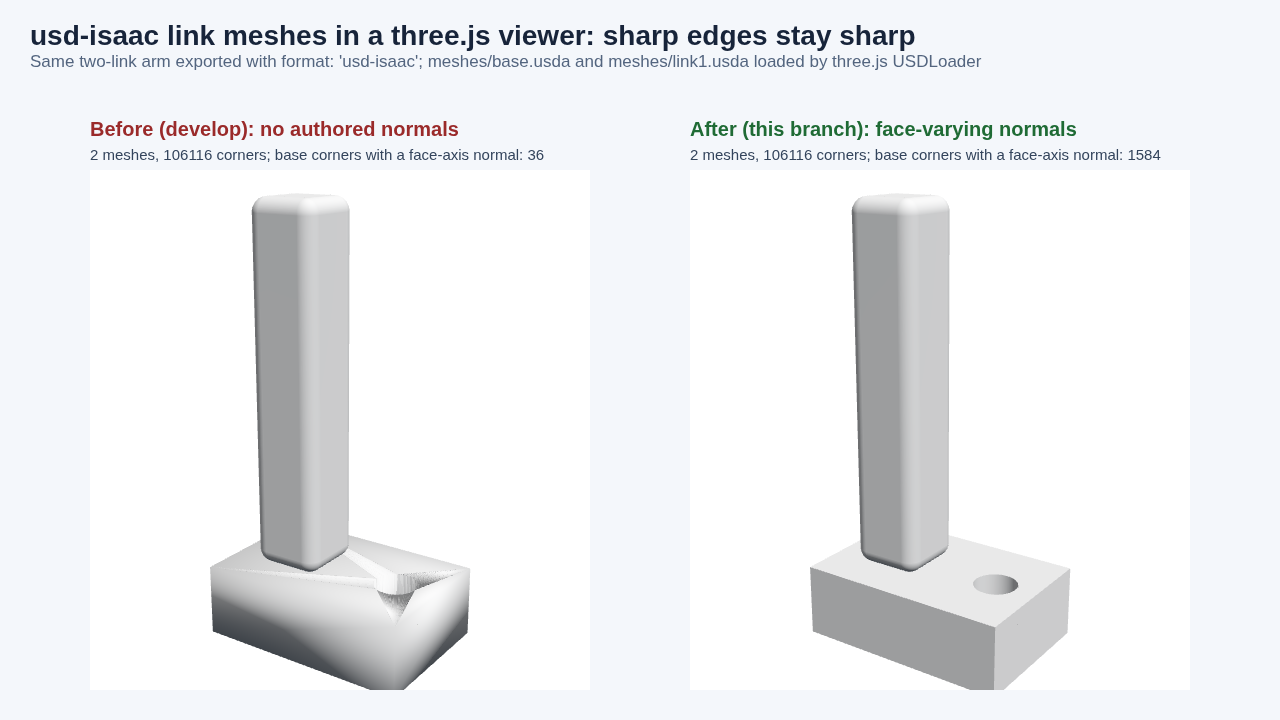 usd-isaac link meshes in a three.js viewer: sharp edges stay sharp
Same two-link arm exported with format: 'usd-isaac'; meshes/base.usda and meshes/link1.usda loaded by three.js USDLoader
Before (develop): no authored normals
2 meshes, 106116 corners; base corners with a face-axis normal: 36
After (this branch): face-varying normals
2 meshes, 106116 corners; base corners with a face-axis normal: 1584